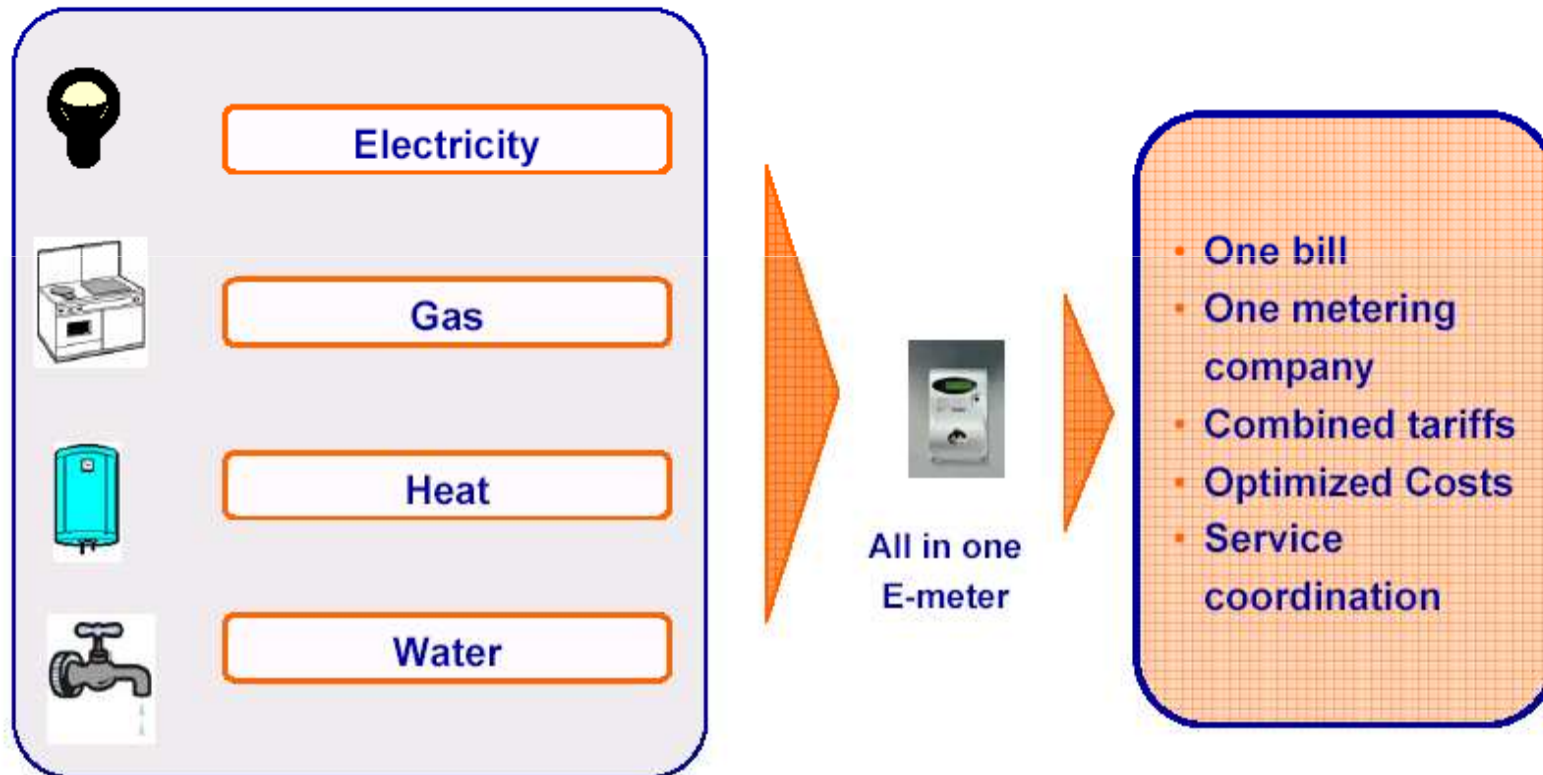 Electricity
Gas
Heat
Water
All in one
E-meter
• One bill
• One metering
company
• Combined tariffs
• Optimized Costs
• Service
coordination